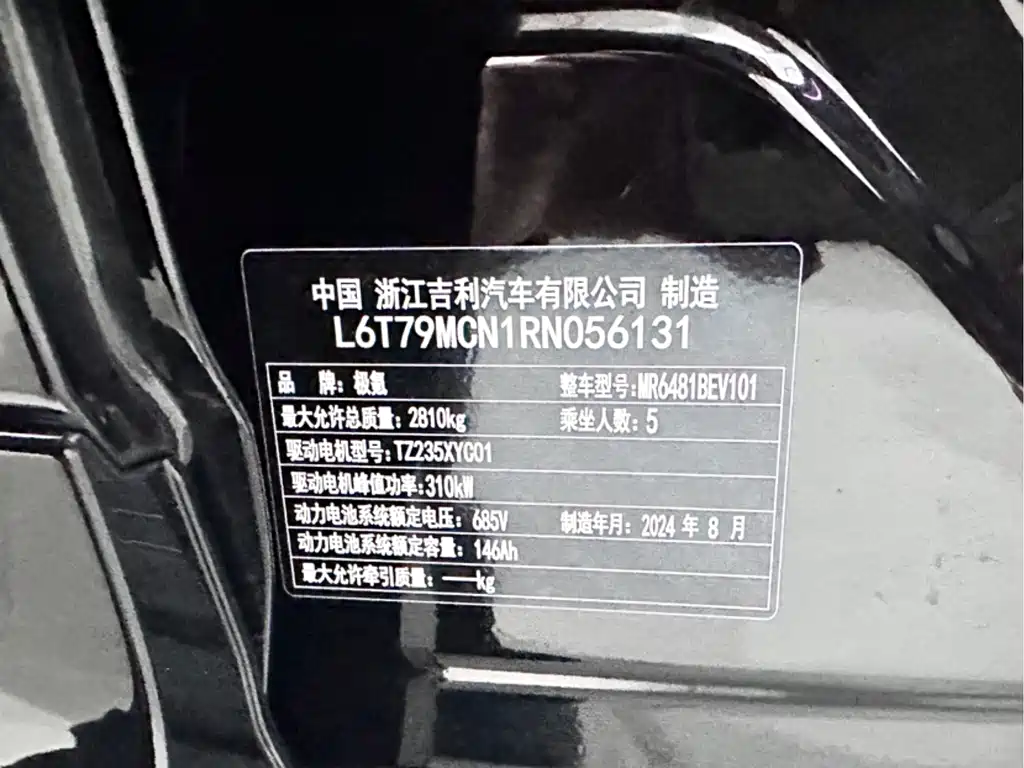 中国 浙江吉利汽车有限公司 制造
L6T79MCN1RN056131
品 牌:极氪 整车型号:MR6481BEV101
最大允许总质量:2810kg 乘坐人数:5
驱动电机型号:TZ235XYC01
驱动电机峰值功率:310kW
动力电池系统额定电压:685V 制造年月:2024 年 8 月
动力电池系统额定容量:146Ah
最大允许牵引质量:——kg